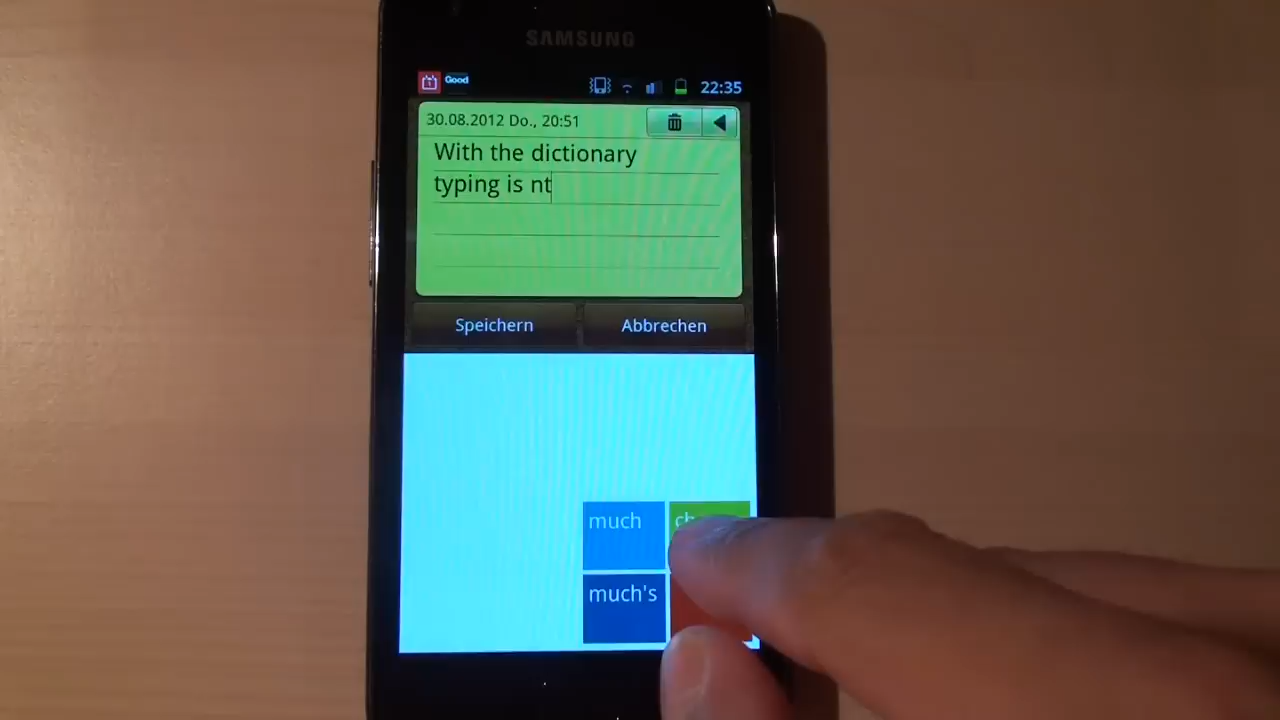 SAMSUNG
Good
22:35
30.08.2012 Do., 20:51
With the dictionary
typing is nt
Speichern
Abbrechen
much
much's